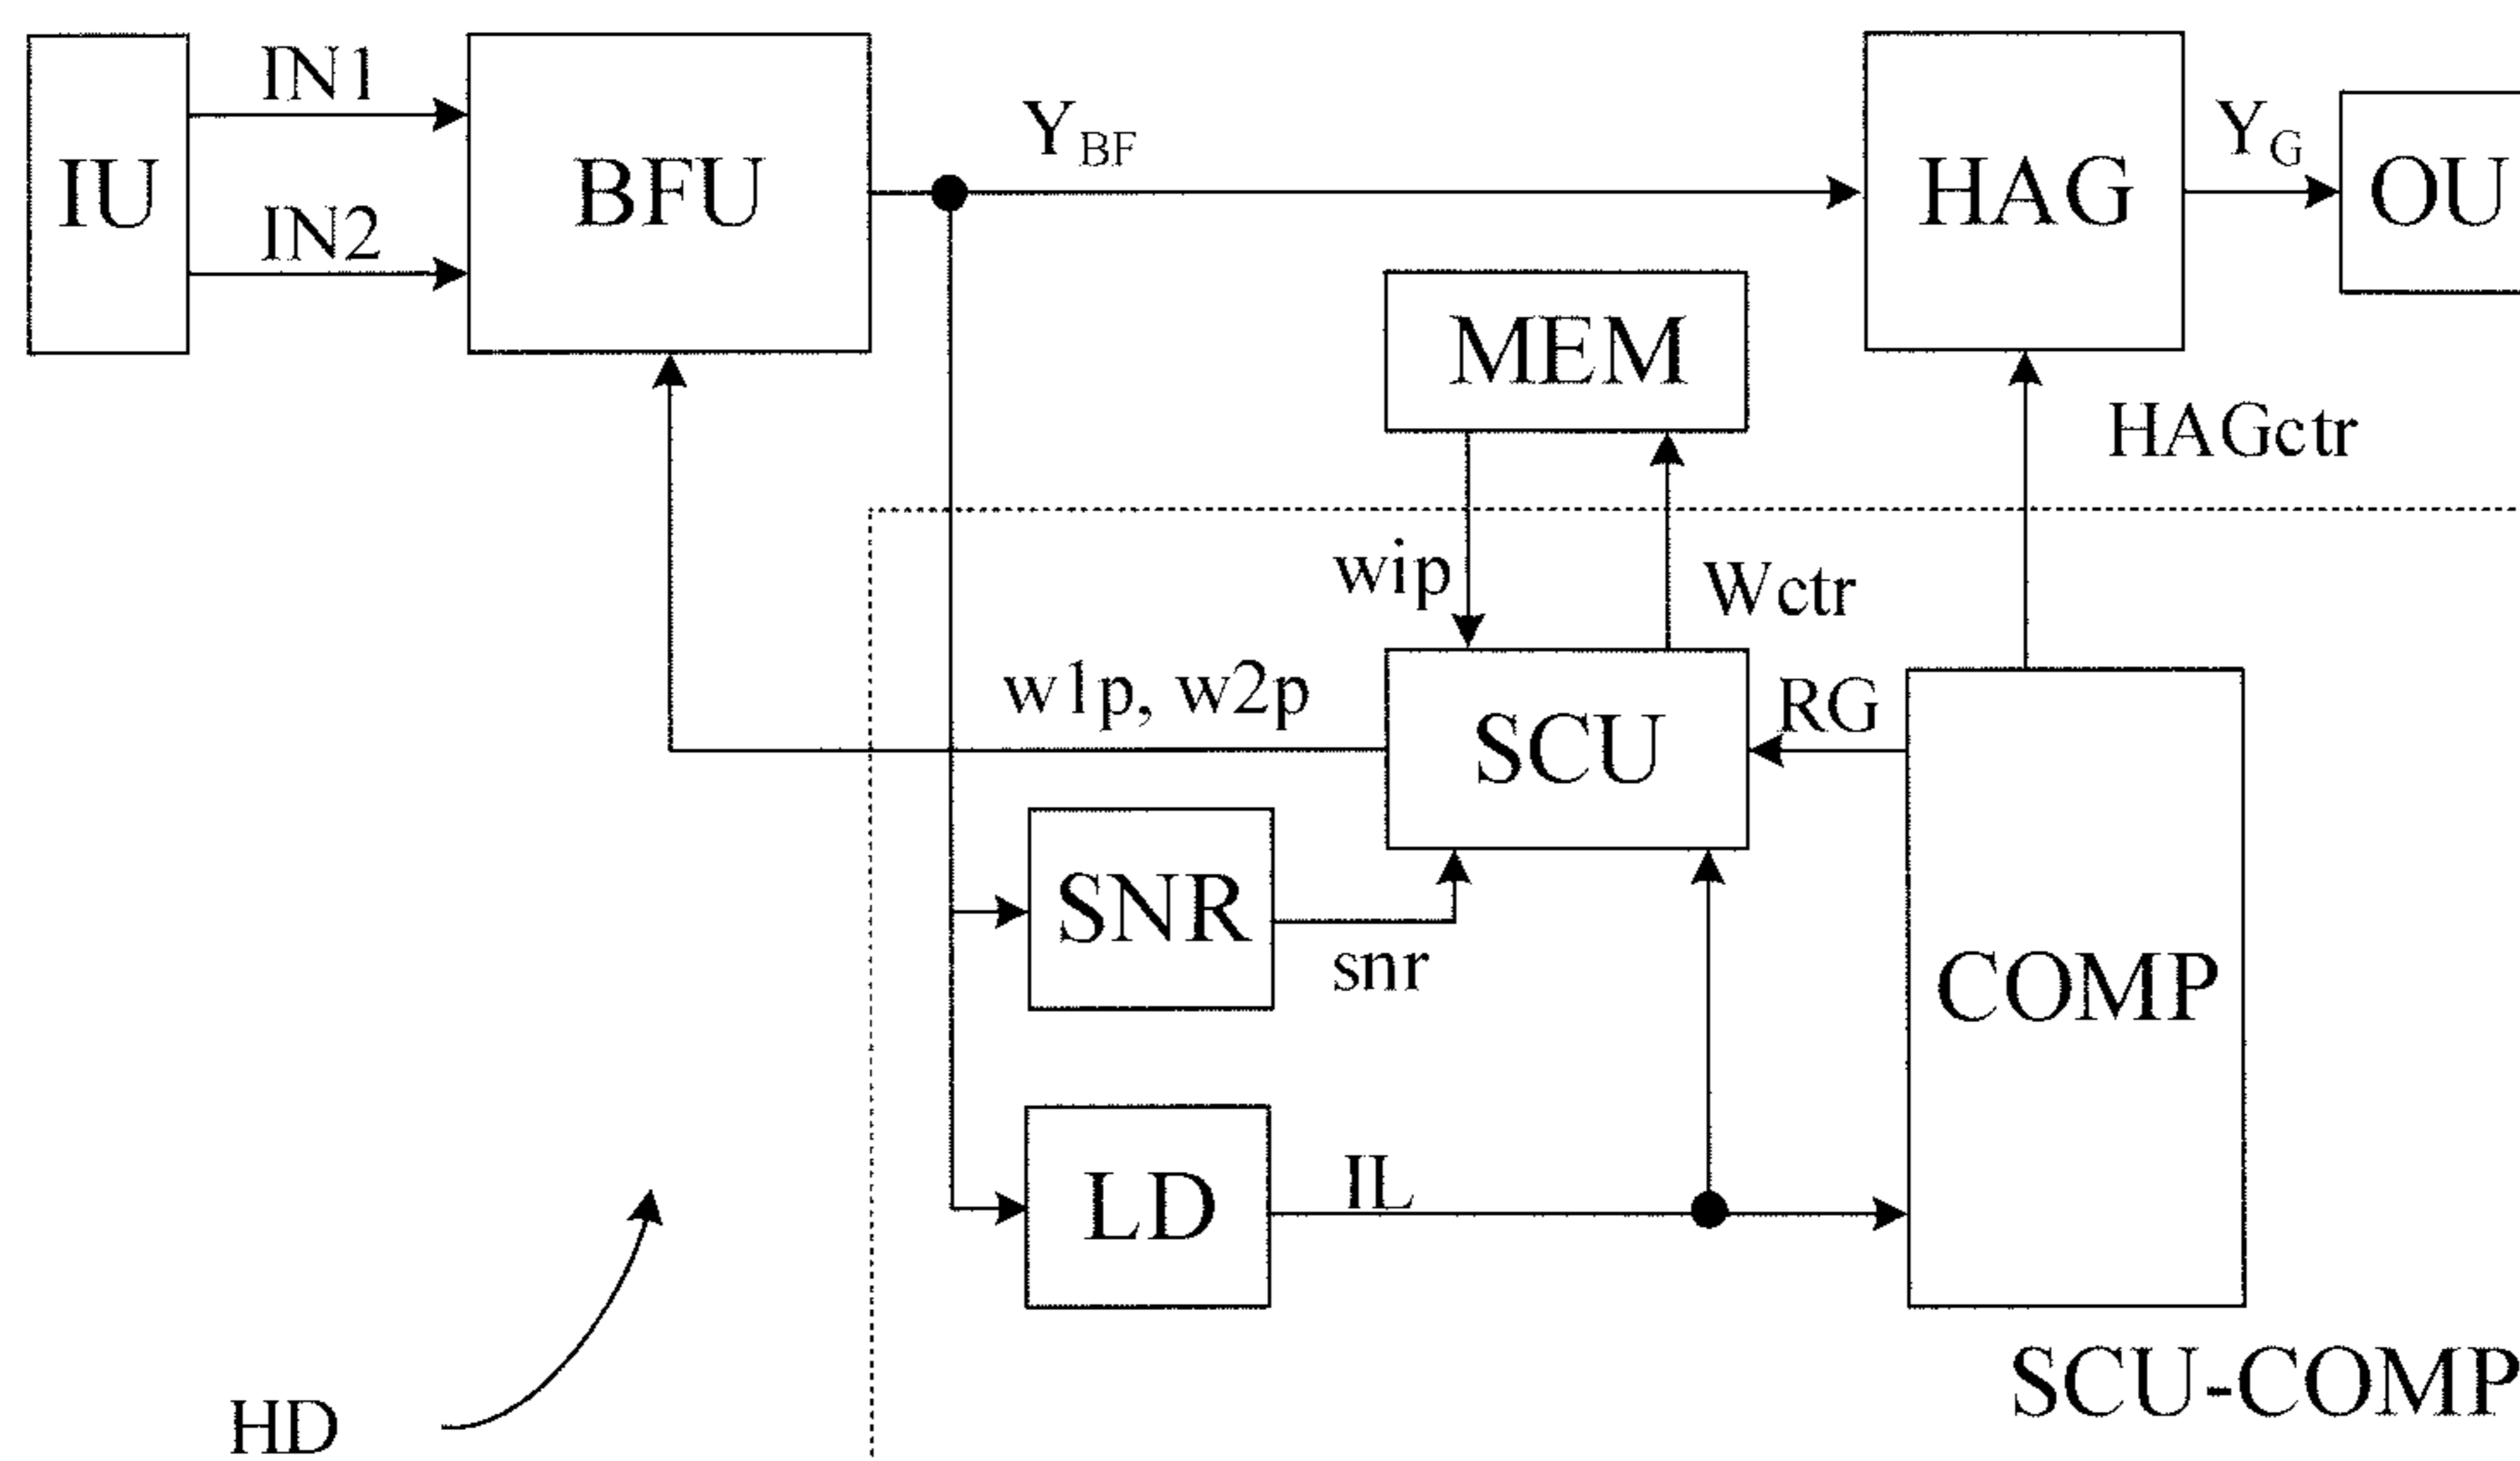 IU
IN1
IN2
BFU
Y_BF
HAG
Y_G
OU
MEM
HAGctr
wip
Wctr
w1p, w2p
SCU
RG
SNR
snr
COMP
LD
IL
SCU-COMP
HD